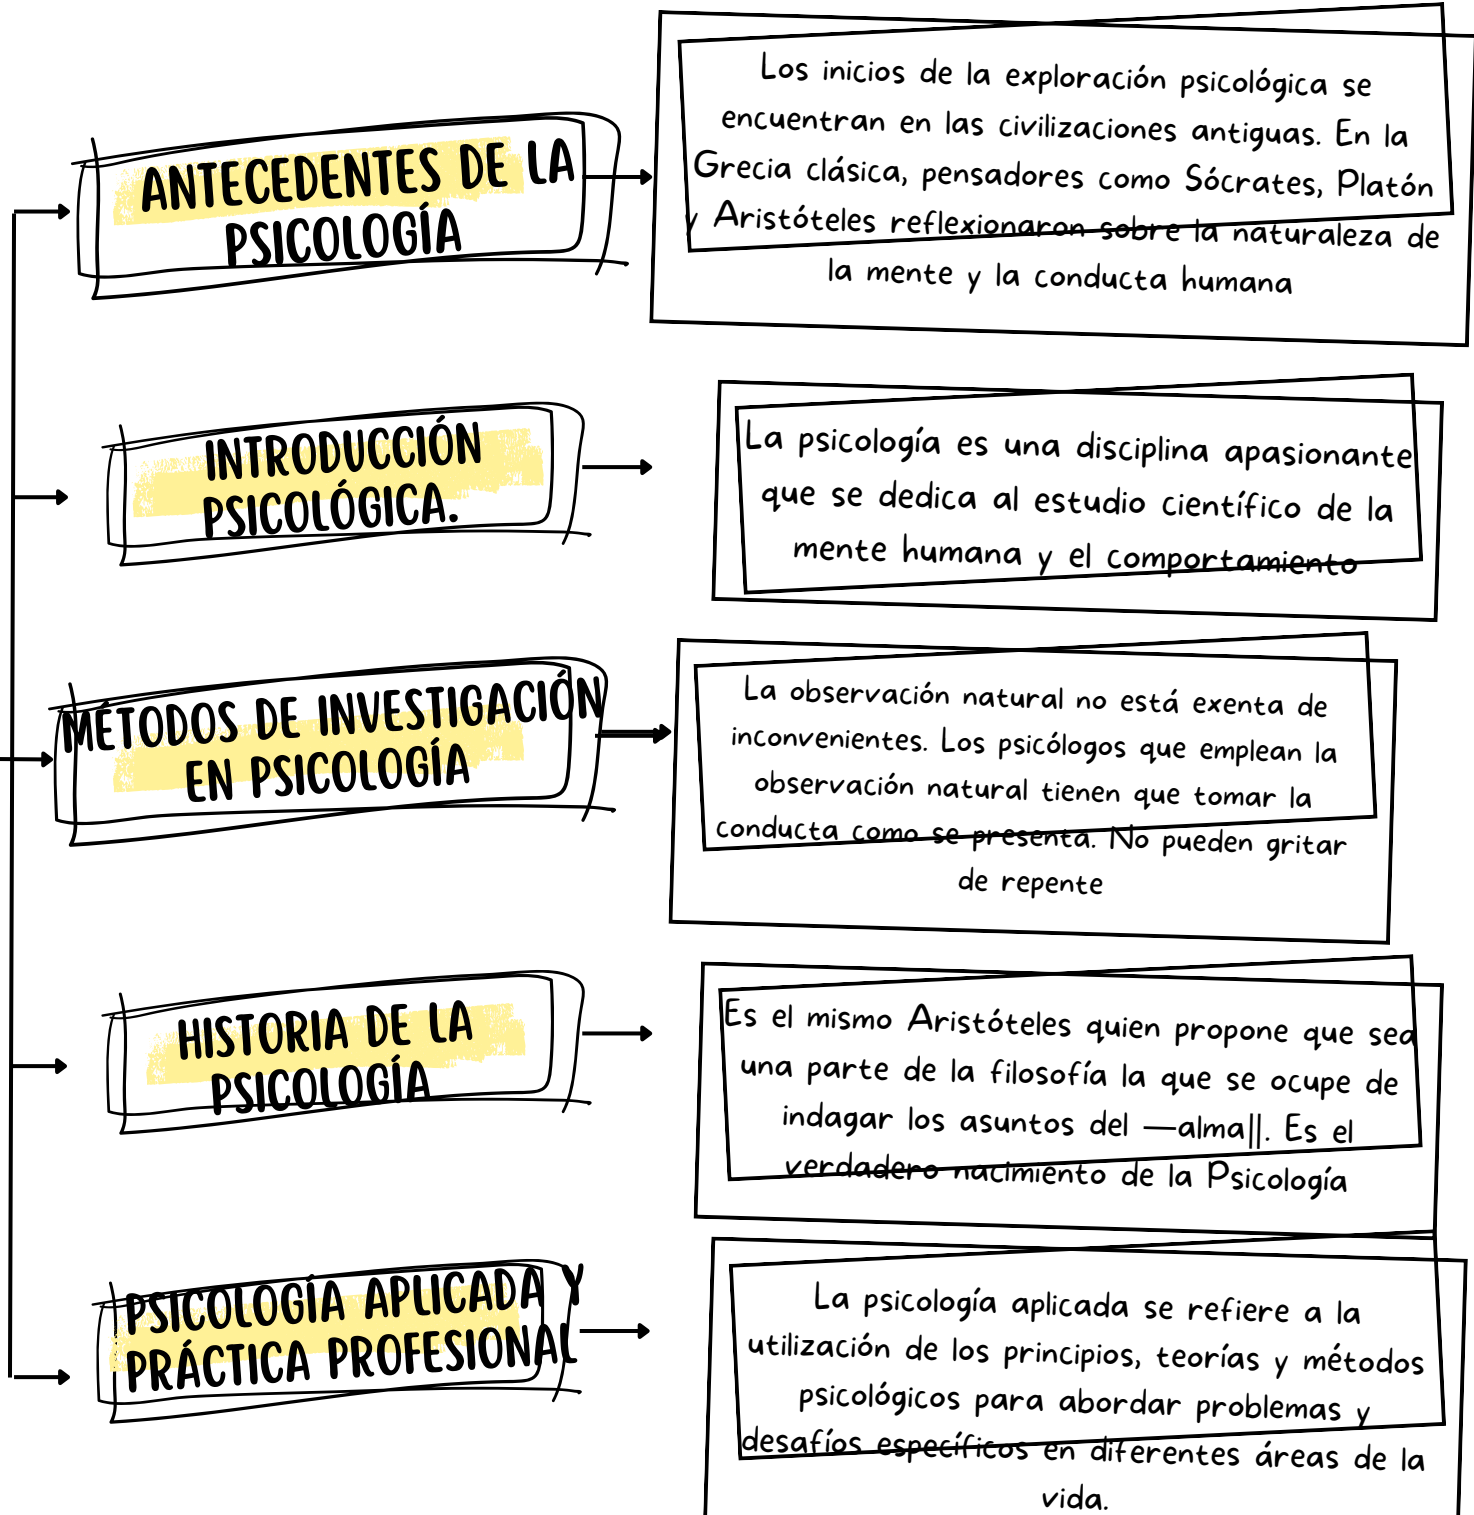 ANTECEDENTES DE LA
PSICOLOGÍA
Los inicios de la exploración psicológica se
encuentran en las civilizaciones antiguas. En la
Grecia clásica, pensadores como Sócrates, Platón
y Aristóteles reflexionaron sobre la naturaleza de
la mente y la conducta humana
INTRODUCCIÓN
PSICOLÓGICA.
La psicología es una disciplina apasionante
que se dedica al estudio científico de la
mente humana y el comportamiento
MÉTODOS DE INVESTIGACIÓN
EN PSICOLOGÍA
La observación natural no está exenta de
inconvenientes. Los psicólogos que emplean la
observación natural tienen que tomar la
conducta como se presenta. No pueden gritar
de repente
HISTORIA DE LA
PSICOLOGÍA
Es el mismo Aristóteles quien propone que sea
una parte de la filosofía la que se ocupe de
indagar los asuntos del ―alma‖. Es el
verdadero nacimiento de la Psicología
PSICOLOGÍA APLICADA Y
PRÁCTICA PROFESIONAL
La psicología aplicada se refiere a la
utilización de los principios, teorías y métodos
psicológicos para abordar problemas y
desafíos específicos en diferentes áreas de la
vida.